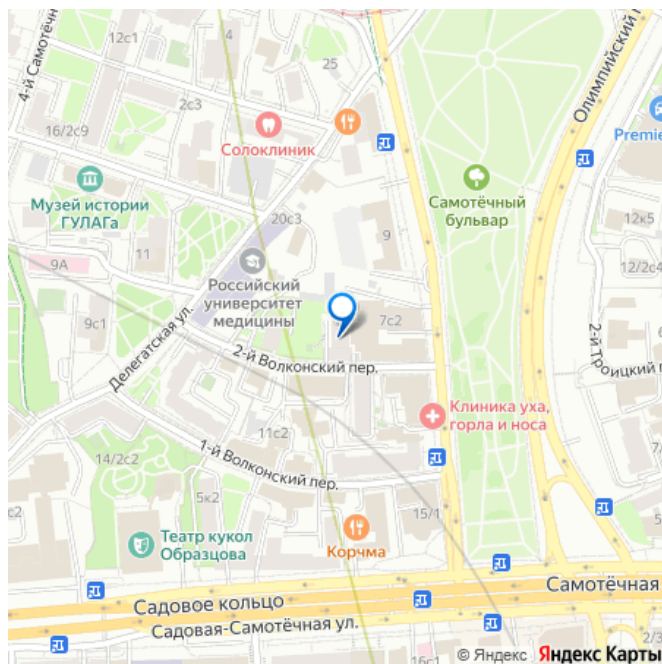 12с1
4
4-й Самотёчн
25
Олимпийский п
2с3
Premie
16/2с9
Солоклиник
Музей истории
ГУЛАГа
Самотёчный
бульвар
20с3
12к5
11
9
9А
Российский
университет
медицины
12/2с4
9с1
7с2
Делегатская ул.
2-й Волконский пер.
2-й Троицкий п
Клиника уха,
горла и носа
11с2
1-й Волконский пер.
14/2с2
с2
5к2
15/1
Театр кукол
Образцова
Корчма
Самотёчная
Садовое кольцо
Садовая-Самотёчная ул.
2/3
16с1
© Яндекс Яндекс Карты